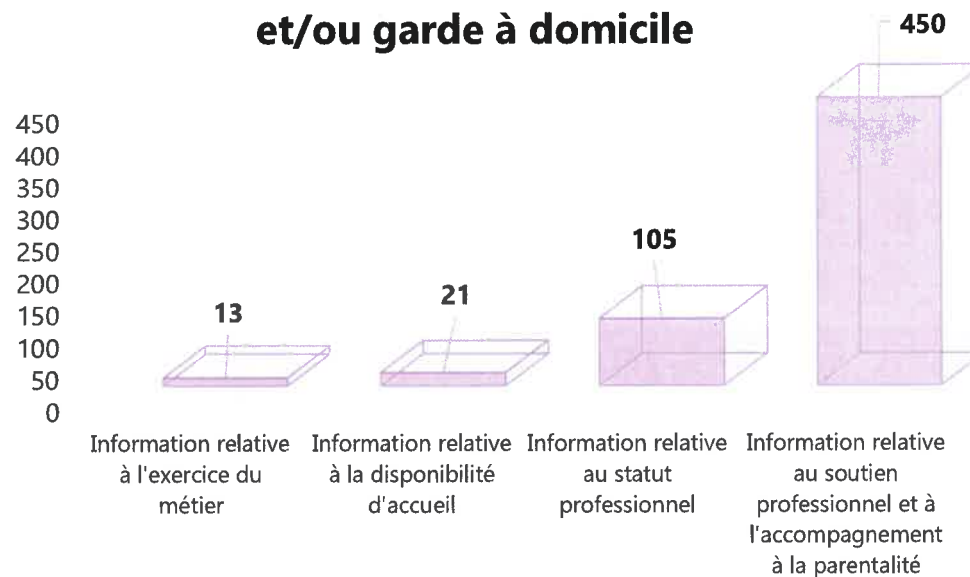 et/ou garde à domicile
450
450
400
350
300
250
200
150
100
50
0
13
21
105
Information relative
à l'exercice du
métier
Information relative
à la disponibilité
d'accueil
Information relative
au statut
professionnel
Information relative
au soutien
professionnel et à
l'accompagnement
à la parentalité